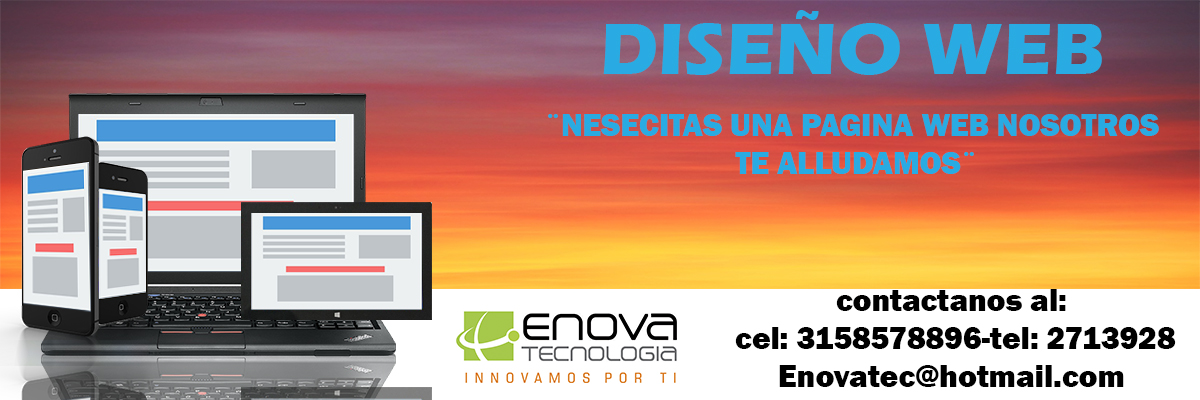 DISEÑO WEB
¨NESECITAS UNA PAGINA WEB NOSOTROS
TE ALLUDAMOS¨
ENOVA
TECNOLOGIA
INNOVAMOS POR TI
contactanos al:
cel: 3158578896-tel: 2713928
Enovatec@hotmail.com